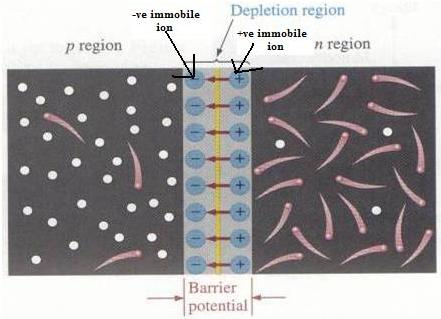 Depletion region
-ve immobile
ion
+ve immobile
ion
p region
n region
Barrier
potential